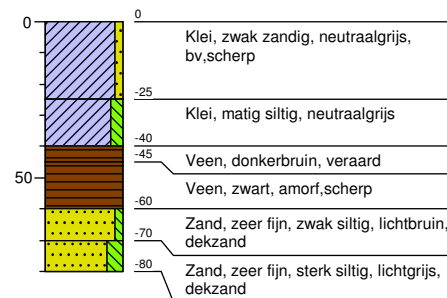 0
0
Klei, zwak zandig, neutraalgrijs,
bv,scherp
-25
Klei, matig siltig, neutraalgrijs
-40
-45
Veen, donkerbruin, veraard
50
Veen, zwart, amorf,scherp
-60
Zand, zeer fijn, zwak siltig, lichtbruin,
dekzand
-70
Zand, zeer fijn, sterk siltig, lichtgrijs,
dekzand
-80